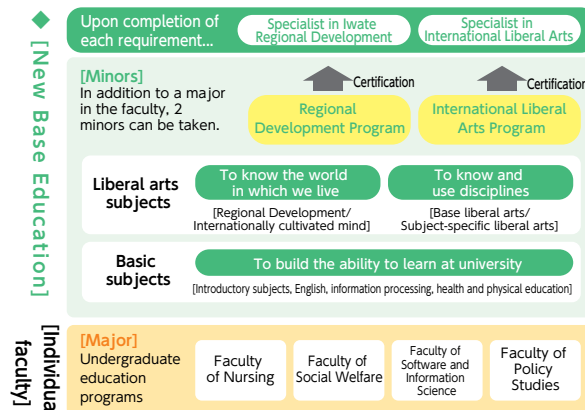 ◆ [New Base Education]
Upon completion of
each requirement...
Specialist in Iwate
Regional Development
Specialist in
International Liberal Arts
[Minors]
In addition to a major
in the faculty, 2
minors can be taken.
Certification
Certification
Regional
Development Program
International Liberal
Arts Program
Liberal arts
subjects
To know the world
in which we live
[Regional Development/
Internationally cultivated mind]
To know and
use disciplines
[Base liberal arts/
Subject-specific liberal arts]
Basic
subjects
To build the ability to learn at university
[Introductory subjects, English, information processing, health and physical education]
[Individua
faculty]
[Major]
Undergraduate
education
programs
Faculty
of Nursing
Faculty of
Social Welfare
Faculty of
Software and
Information
Science
Faculty of
Policy
Studies